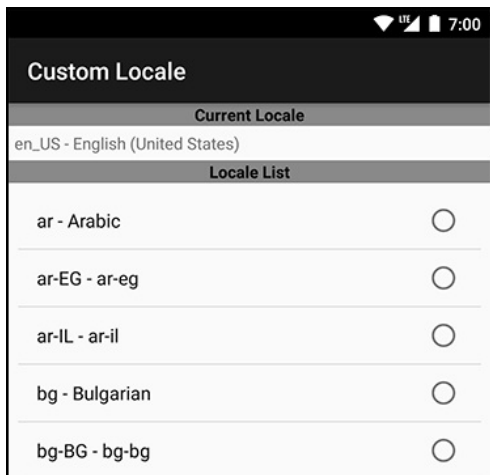 LTE 7:00
Custom Locale
Current Locale
en_US - English (United States)
Locale List
ar - Arabic
ar-EG - ar-eg
ar-IL - ar-il
bg - Bulgarian
bg-BG - bg-bg